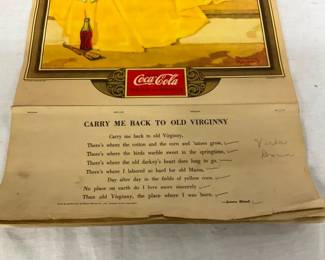 Coca-Cola
CARRY ME BACK TO OLD VIRGINNY
Carry me back to old Virginny,
There's where the cotton and the corn and 'tatoes grow,
There's where the birds warble sweet in the springtime,
There's where the old darkey's heart does long to go.
There's where I labored so hard for old Massa,
Day after day in the fields of yellow corn,
No place on earth do I love more sincerely
Than old Virginny, the place where I was born.
—James Bland